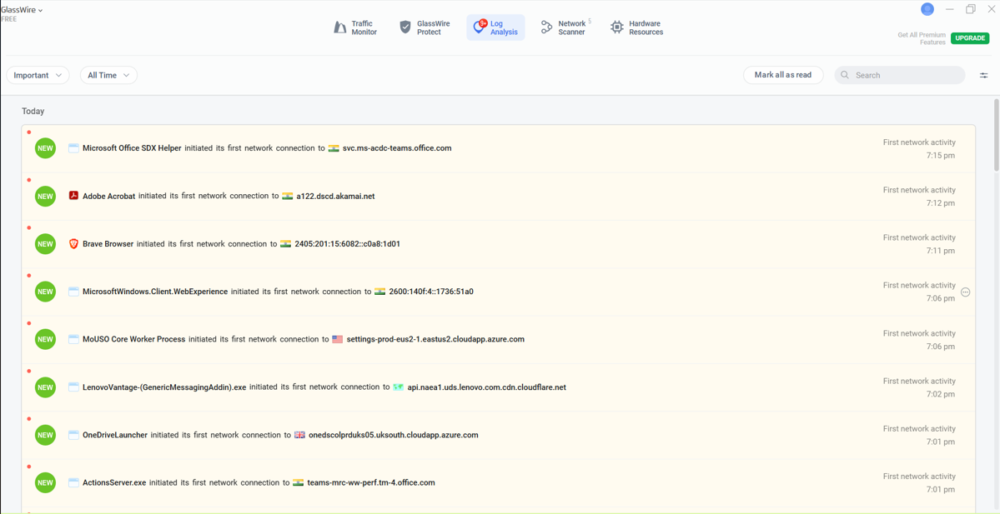 GlassWire
FREE
Traffic
Monitor
GlassWire
Protect
9+
Log
Analysis
Network 5
Scanner
Hardware
Resources
Get All Premium
Features
UPGRADE
Important
All Time
Mark all as read
Search
Today
NEW Microsoft Office SDX Helper initiated its first network connection to svc.ms-acdc-teams.office.com
First network activity
7:15 pm
NEW Adobe Acrobat initiated its first network connection to a122.dscd.akamai.net
First network activity
7:12 pm
NEW Brave Browser initiated its first network connection to 2405:201:15:6082::c0a8:1d01
First network activity
7:11 pm
NEW MicrosoftWindows.Client.WebExperience initiated its first network connection to 2600:140f:4::1736:51a0
First network activity
7:06 pm
NEW MoUSO Core Worker Process initiated its first network connection to settings-prod-eus2-1.eastus2.cloudapp.azure.com
First network activity
7:06 pm
NEW LenovoVantage-(GenericMessagingAddin).exe initiated its first network connection to api.naea1.uds.lenovo.com.cdn.cloudflare.net
First network activity
7:02 pm
NEW OneDriveLauncher initiated its first network connection to onedscolprduks05.uksouth.cloudapp.azure.com
First network activity
7:01 pm
NEW ActionsServer.exe initiated its first network connection to teams-mrc-ww-perf.tm-4.office.com
First network activity
7:01 pm